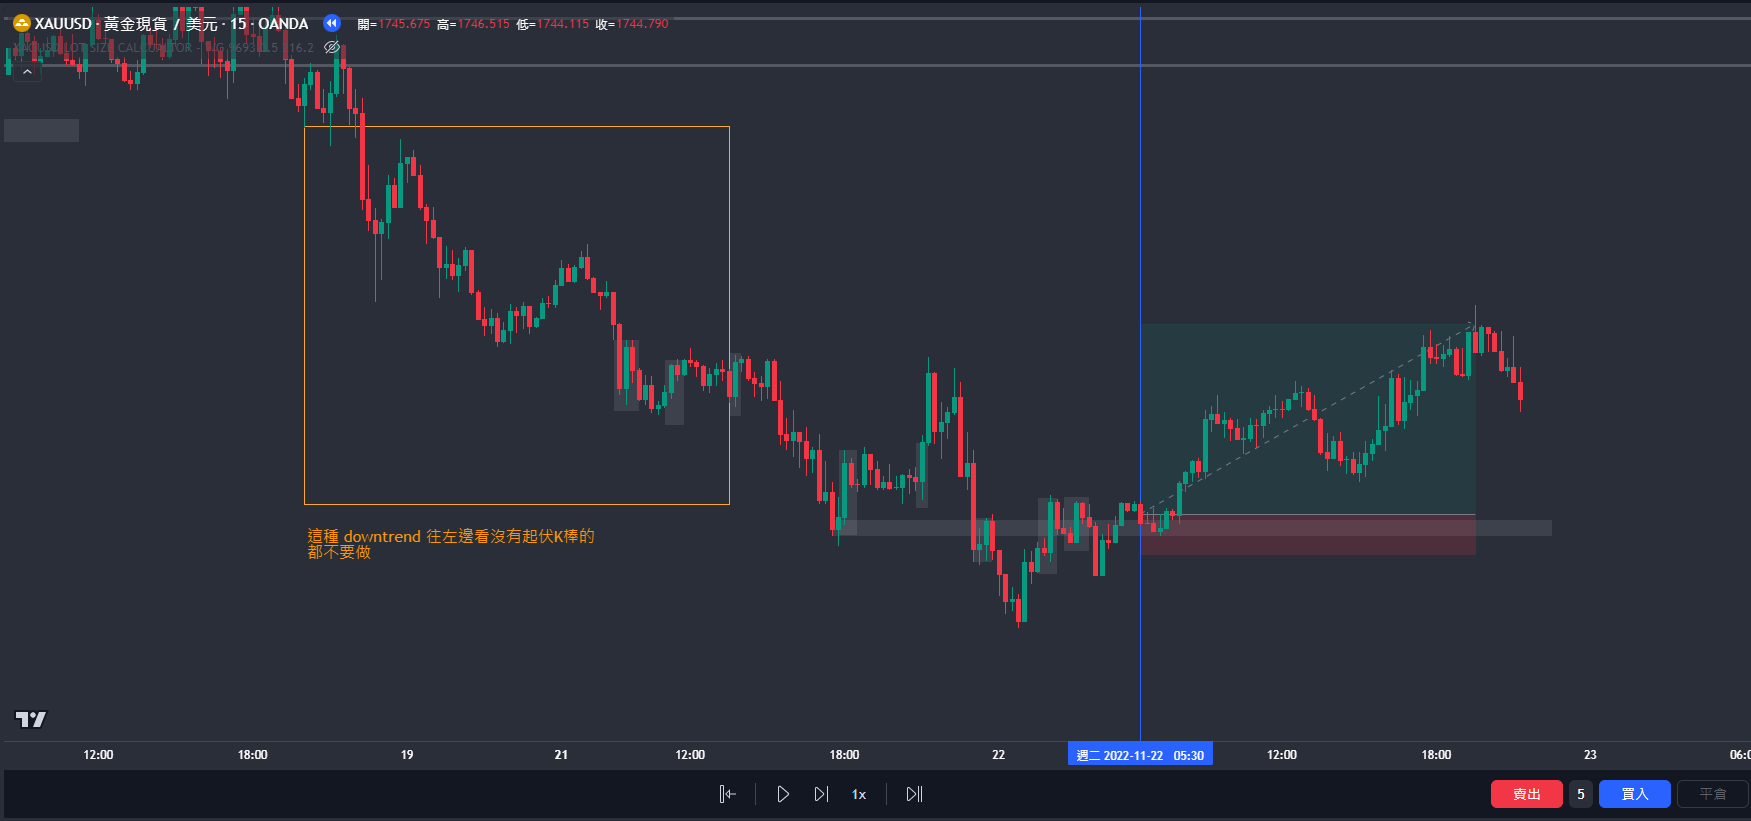 XAUUSD · 黃金現貨 / 美元 · 15 · OANDA 開=1745.675 高=1746.515 低=1744.115 收=1744.790
XAUUSD LOT SIZE CALCULATOR
這種 downtrend 往左邊看沒有起伏K棒的
都不要做
12:00 18:00 19 21 12:00 18:00 22 週二 2022-11-22 05:30 12:00 18:00 23
1x 賣出 5 買入 平倉